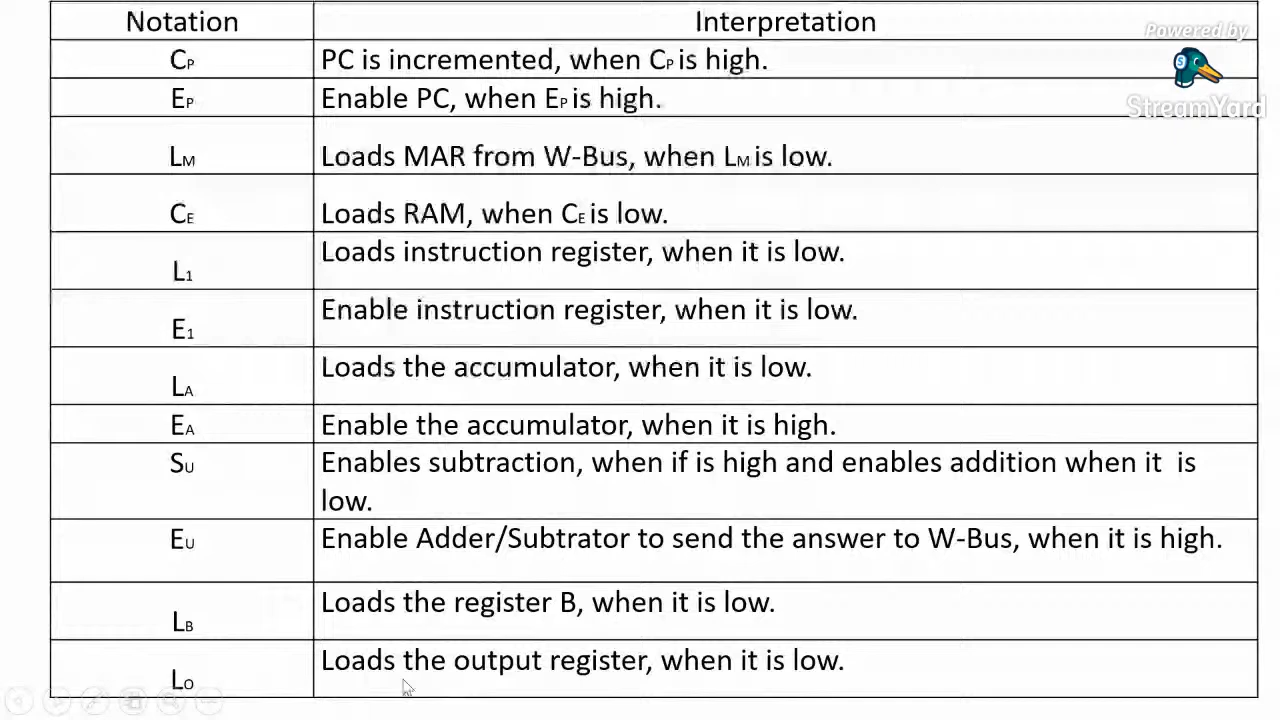 Notation Interpretation
Powered by
CP PC is incremented, when CP is high.
EP Enable PC, when EP is high.
StreamYard
LM Loads MAR from W-Bus, when LM is low.
CE Loads RAM, when CE is low.
L1 Loads instruction register, when it is low.
E1 Enable instruction register, when it is low.
LA Loads the accumulator, when it is low.
EA Enable the accumulator, when it is high.
SU Enables subtraction, when if is high and enables addition when it is
low.
EU Enable Adder/Subtrator to send the answer to W-Bus, when it is high.
LB Loads the register B, when it is low.
LO Loads the output register, when it is low.